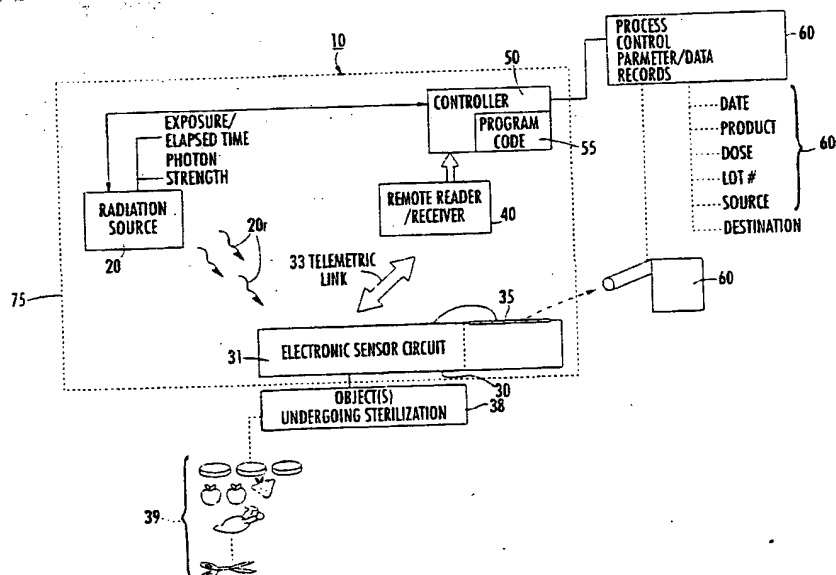 10
50
60
PROCESS
CONTROL
PARMETER/DATA
RECORDS
CONTROLLER
PROGRAM
CODE
55
EXPOSURE/
ELAPSED TIME
PHOTON
STRENGTH
RADIATION
SOURCE
20
20r
REMOTE READER
/RECEIVER
40
DATE
PRODUCT
DOSE
LOT #
SOURCE
DESTINATION
60
33 TELEMETRIC
LINK
75
35
60
31
ELECTRONIC SENSOR CIRCUIT
30
OBJECT(S)
UNDERGOING STERILIZATION
38
39